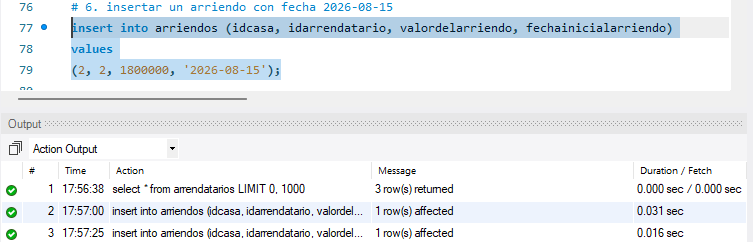 76 # 6. insertar un arriendo con fecha 2026-08-15
77 insert into arriendos (idcasa, idarrendatario, valordelarriendo, fechainicialarriendo)
78 values
79 (2, 2, 1800000, '2026-08-15');
Output
Action Output
# Time Action Message Duration / Fetch
1 17:56:38 select * from arrendatarios LIMIT 0, 1000 3 row(s) returned 0.000 sec / 0.000 sec
2 17:57:00 insert into arriendos (idcasa, idarrendatario, valordel... 1 row(s) affected 0.031 sec
3 17:57:25 insert into arriendos (idcasa, idarrendatario, valordel... 1 row(s) affected 0.016 sec